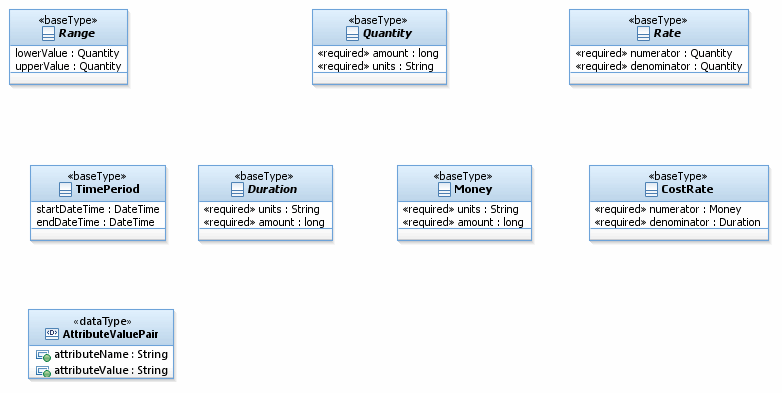 «baseType»
Range
lowerValue : Quantity
upperValue : Quantity
«baseType»
Quantity
«required» amount : long
«required» units : String
«baseType»
Rate
«required» numerator : Quantity
«required» denominator : Quantity
«baseType»
TimePeriod
startDateTime : DateTime
endDateTime : DateTime
«baseType»
Duration
«required» units : String
«required» amount : long
«baseType»
Money
«required» units : String
«required» amount : long
«baseType»
CostRate
«required» numerator : Money
«required» denominator : Duration
«dataType»
AttributeValuePair
attributeName : String
attributeValue : String